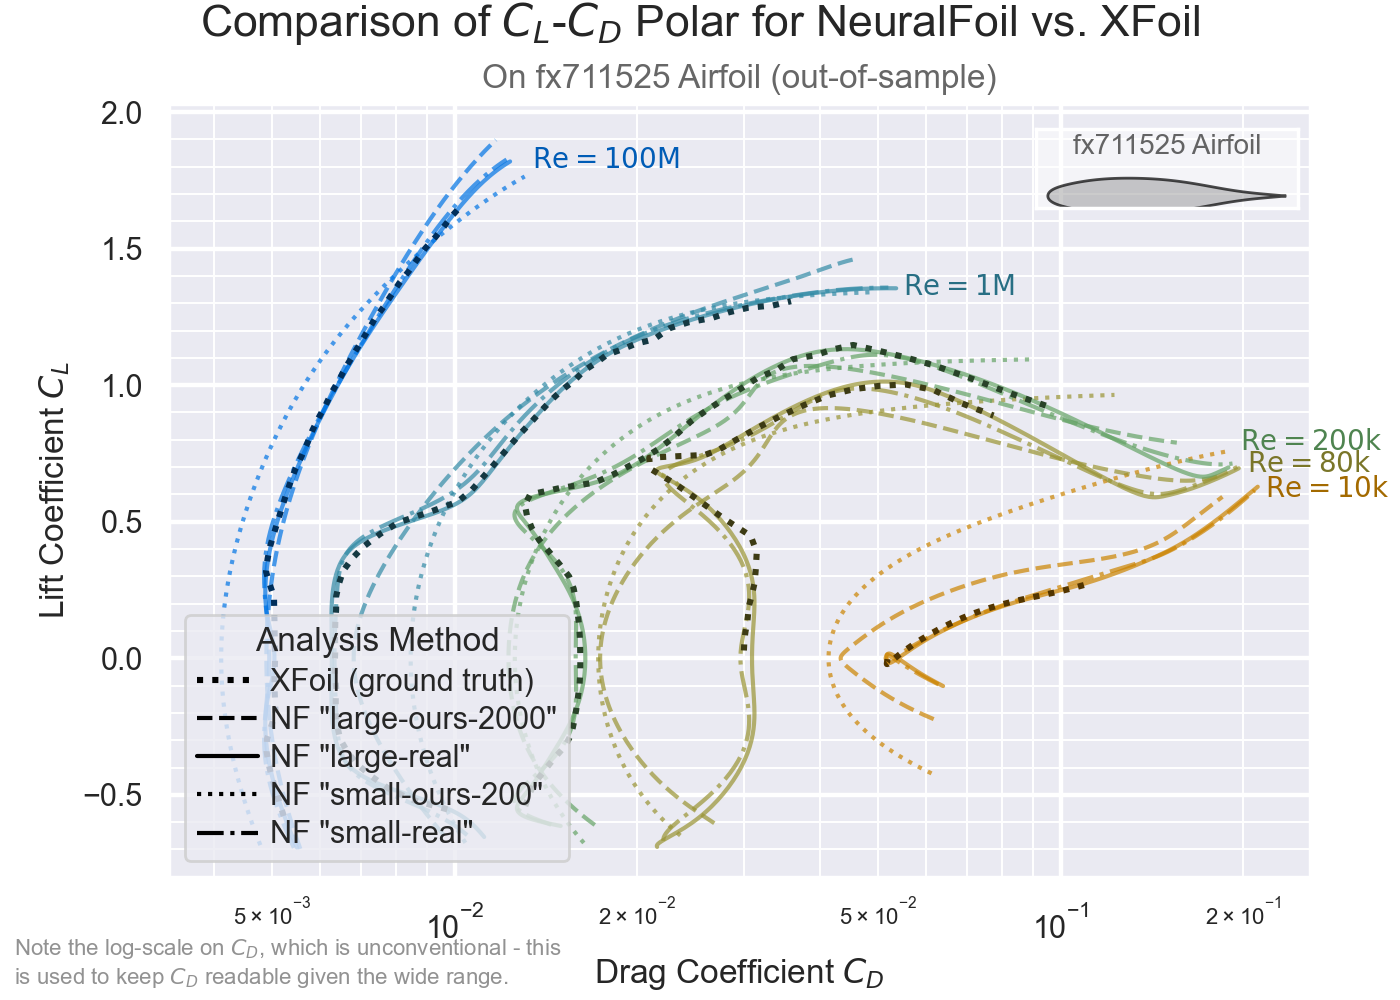 Comparison of C_L-C_D Polar for NeuralFoil vs. XFoil
On fx711525 Airfoil (out-of-sample)
2.0
1.5
1.0
0.5
0.0
−0.5
Lift Coefficient C_L
Re = 100M
fx711525 Airfoil
Re = 1M
Re = 200k
Re = 80k
Re = 10k
Analysis Method
XFoil (ground truth)
NF "large-ours-2000"
NF "large-real"
NF "small-ours-200"
NF "small-real"
5 × 10⁻³
10⁻²
2 × 10⁻²
5 × 10⁻²
10⁻¹
2 × 10⁻¹
Drag Coefficient C_D
Note the log-scale on C_D, which is unconventional - this
is used to keep C_D readable given the wide range.